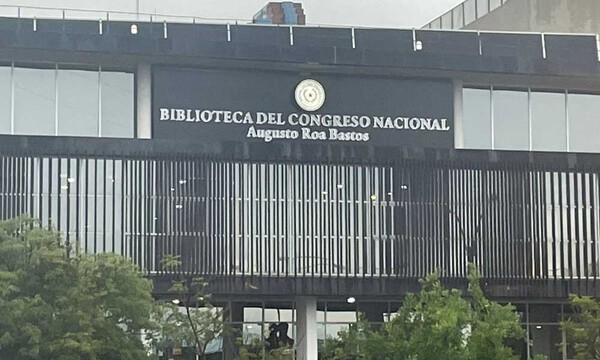 BIBLIOTECA DEL CONGRESO NACIONAL
Augusto Roa Bastos